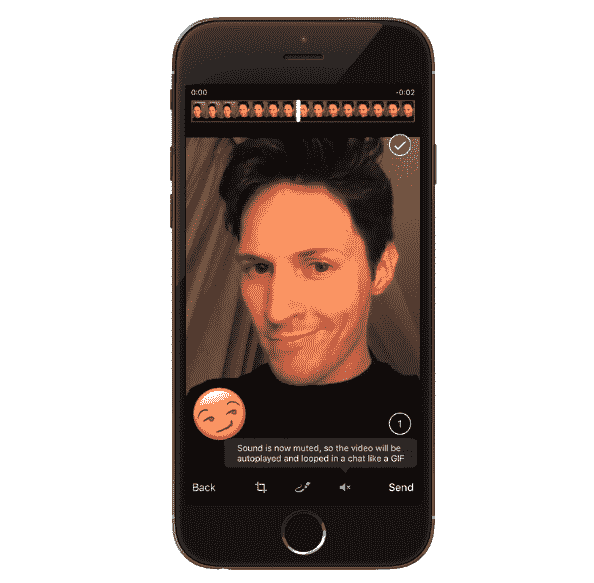 0:00 -0:02
1
Sound is now muted, so the video will be
autoplayed and looped in a chat like a GIF
Back Send